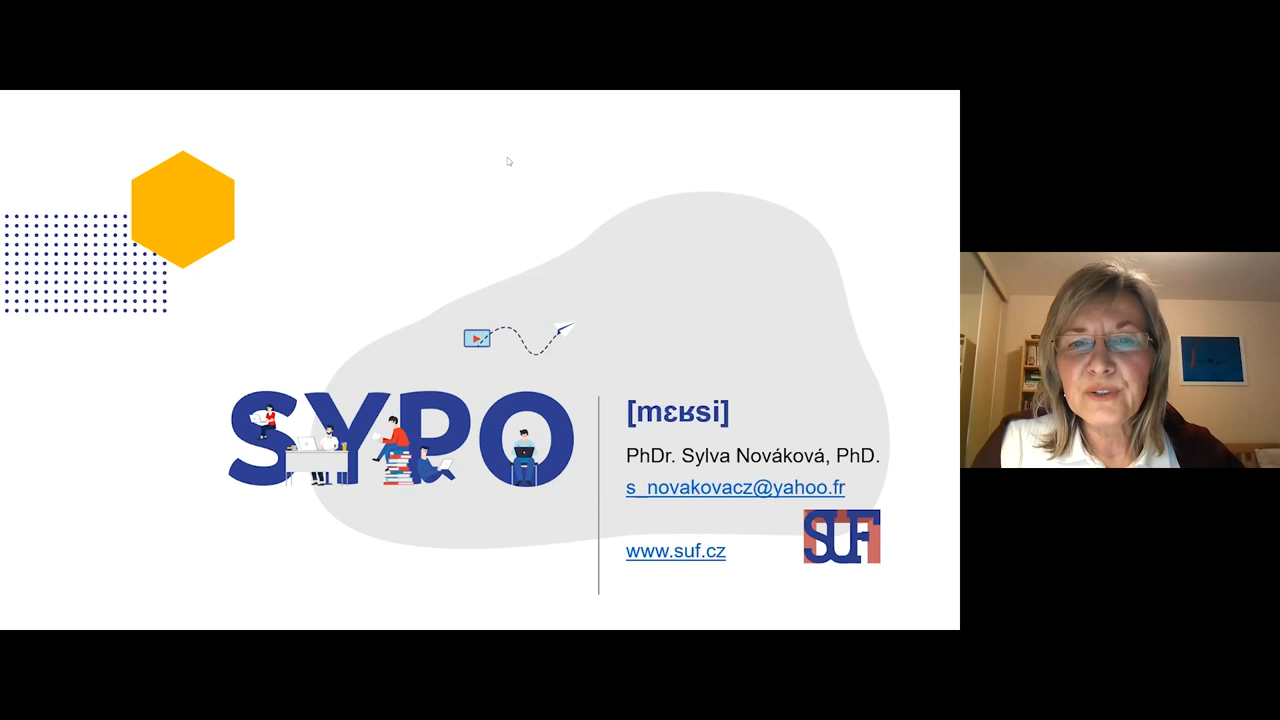 SYPO
[mɛʁsi]
PhDr. Sylva Nováková, PhD.
s_novakovacz@yahoo.fr
www.suf.cz
SUF